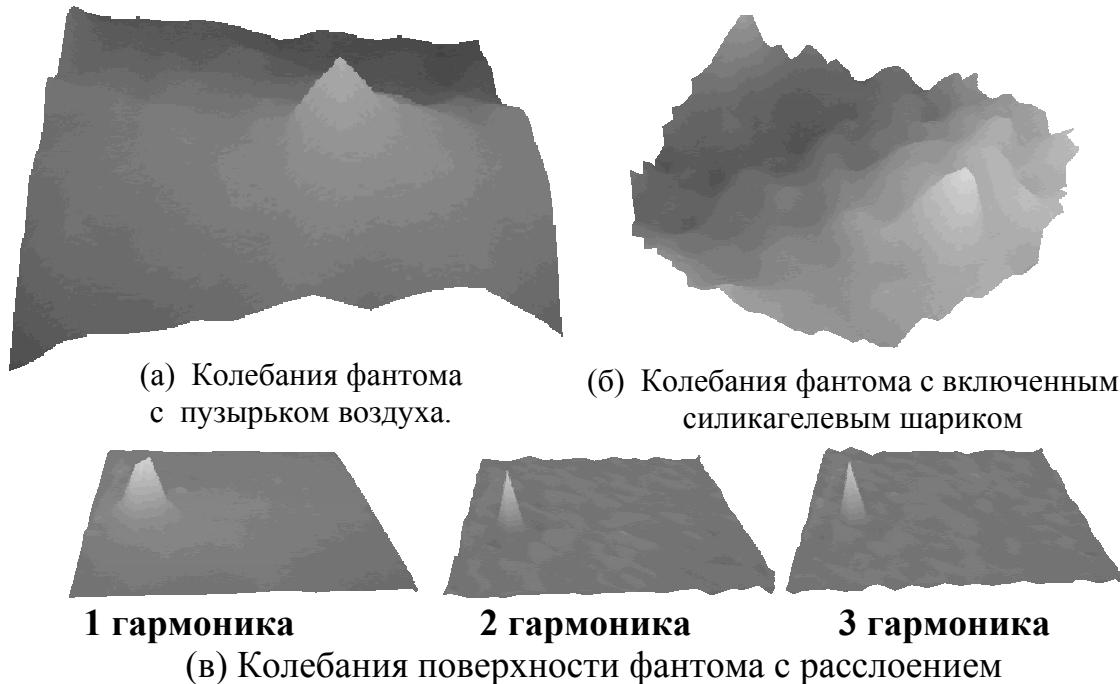 (а) Колебания фантома
с пузырьком воздуха.
(б) Колебания фантома с включенным
силикагелевым шариком
1 гармоника
2 гармоника
3 гармоника
(в) Колебания поверхности фантома с расслоением